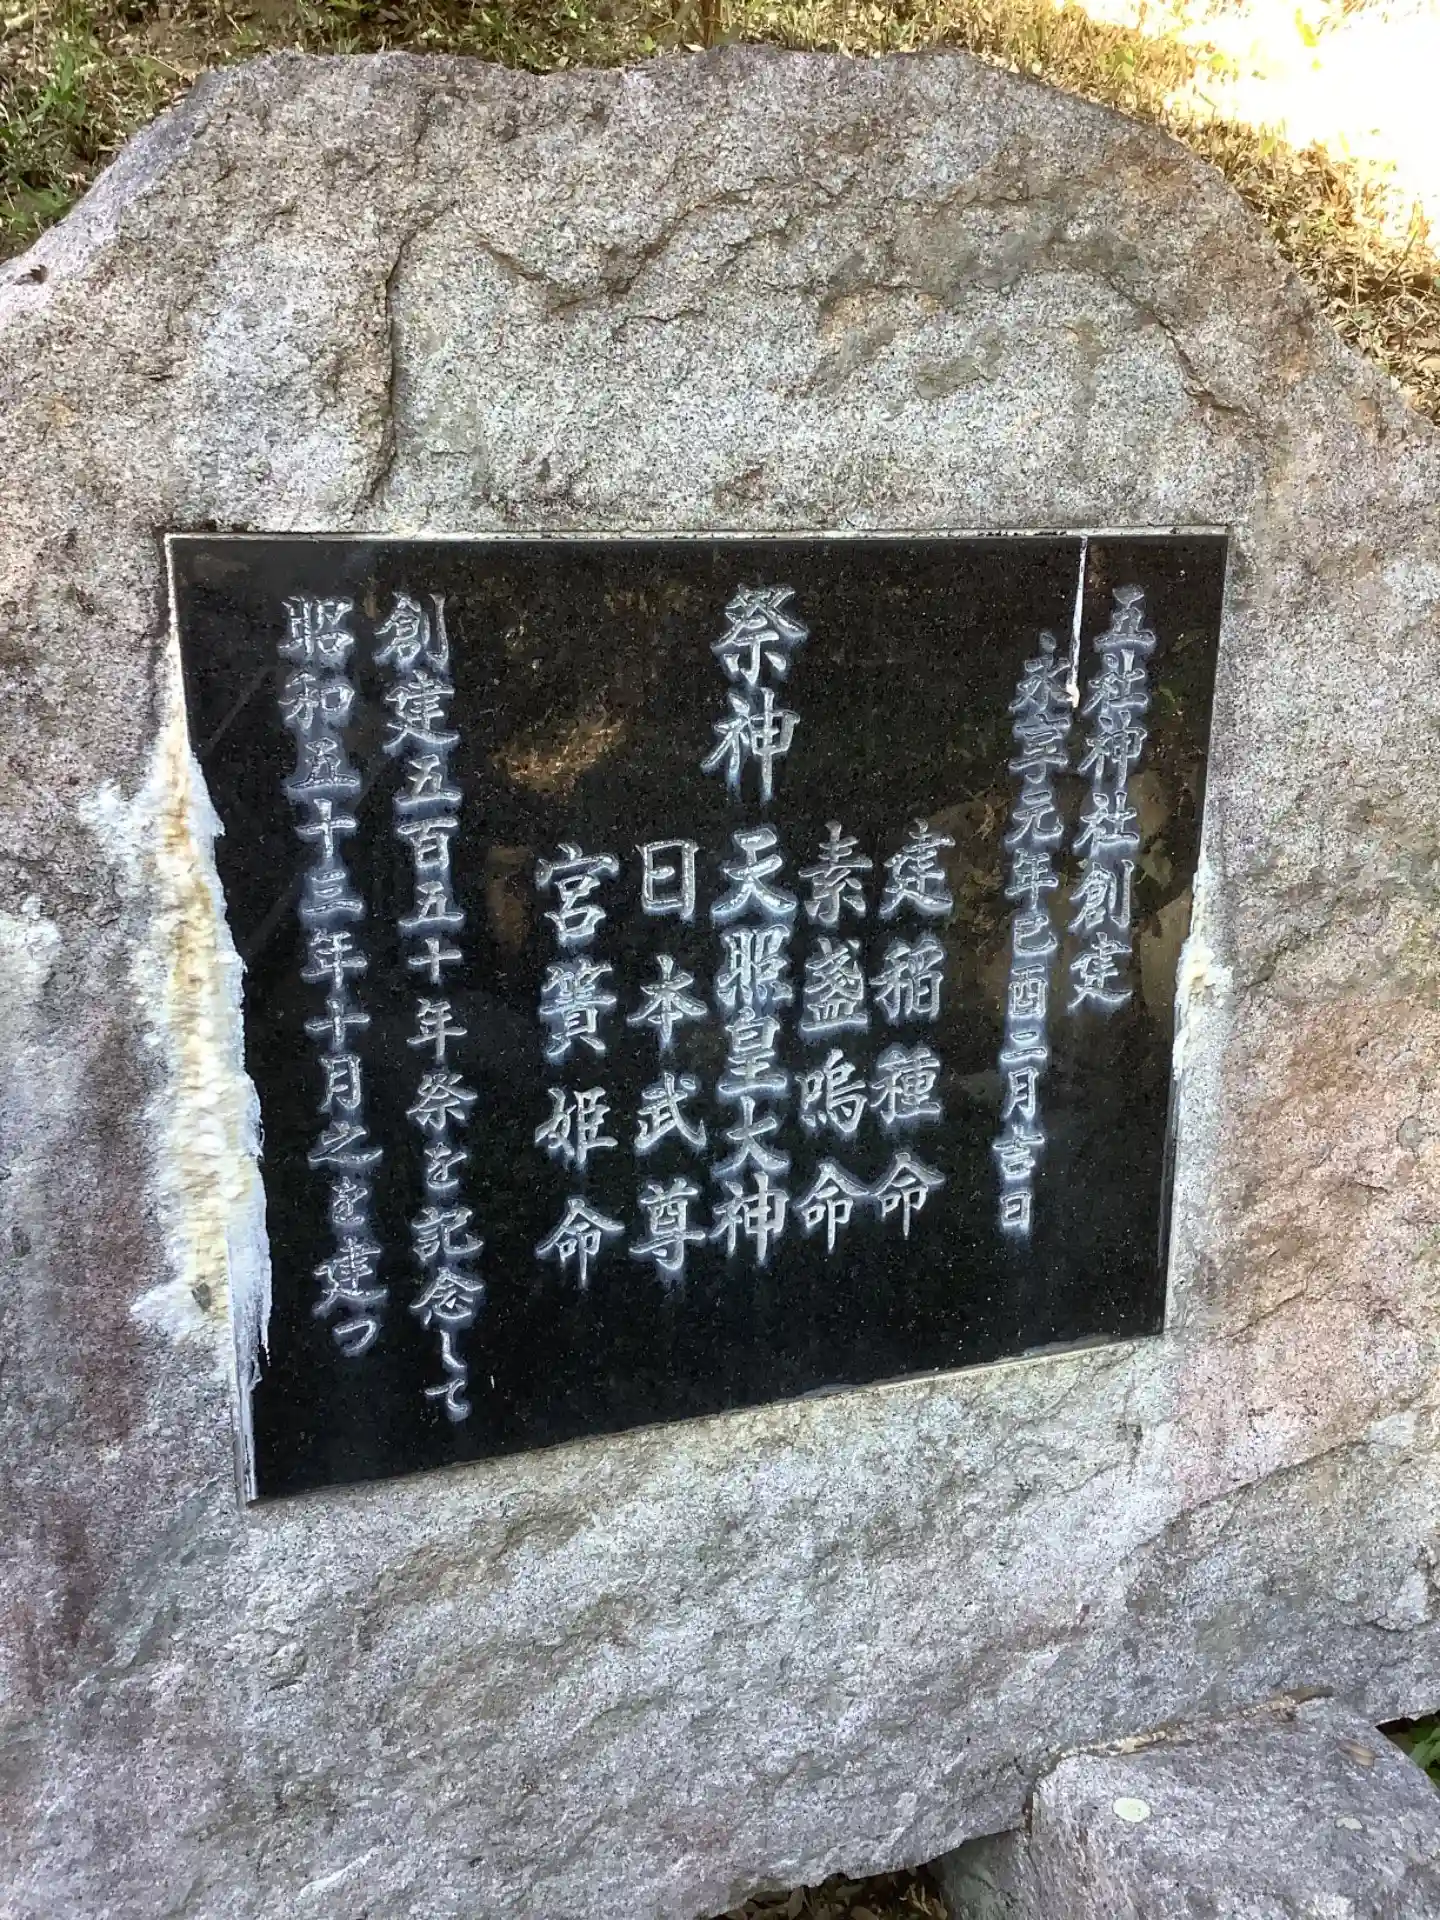 五社神社創建
永享元年己酉二月吉日
建稲種命
素盞嗚命
祭神 天照皇大神
日本武尊
宮簀姫命
創建五百五十年祭を記念して
昭和五十三年十月之を建つ